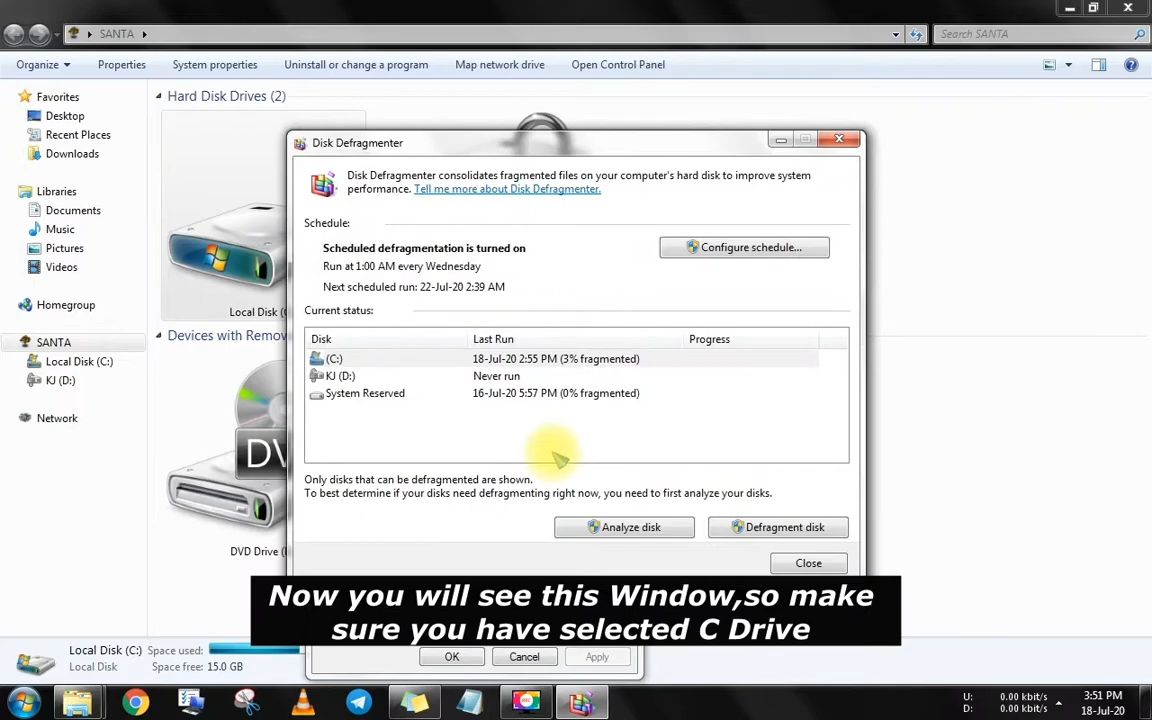 SANTA
Search SANTA
Organize
Properties
System properties
Uninstall or change a program
Map network drive
Open Control Panel
Favorites
Desktop
Recent Places
Downloads
Libraries
Documents
Music
Pictures
Videos
Homegroup
SANTA
Local Disk (C:)
KJ (D:)
Network
Hard Disk Drives (2)
Local Disk (
Devices with Remov
DV
DVD Drive (
Disk Defragmenter
Disk Defragmenter consolidates fragmented files on your computer's hard disk to improve system
performance. Tell me more about Disk Defragmenter.
Schedule:
Scheduled defragmentation is turned on
Configure schedule...
Run at 1:00 AM every Wednesday
Next scheduled run: 22-Jul-20 2:39 AM
Current status:
Disk Last Run Progress
(C:) 18-Jul-20 2:55 PM (3% fragmented)
KJ (D:) Never run
System Reserved 16-Jul-20 5:57 PM (0% fragmented)
Only disks that can be defragmented are shown.
To best determine if your disks need defragmenting right now, you need to first analyze your disks.
Analyze disk
Defragment disk
Close
Now you will see this Window,so make
sure you have selected C Drive
OK
Cancel
Apply
Local Disk (C:) Space used:
Local Disk Space free: 15.0 GB
U: 0.00 kbit/s
D: 0.00 kbit/s
3:51 PM
18-Jul-20